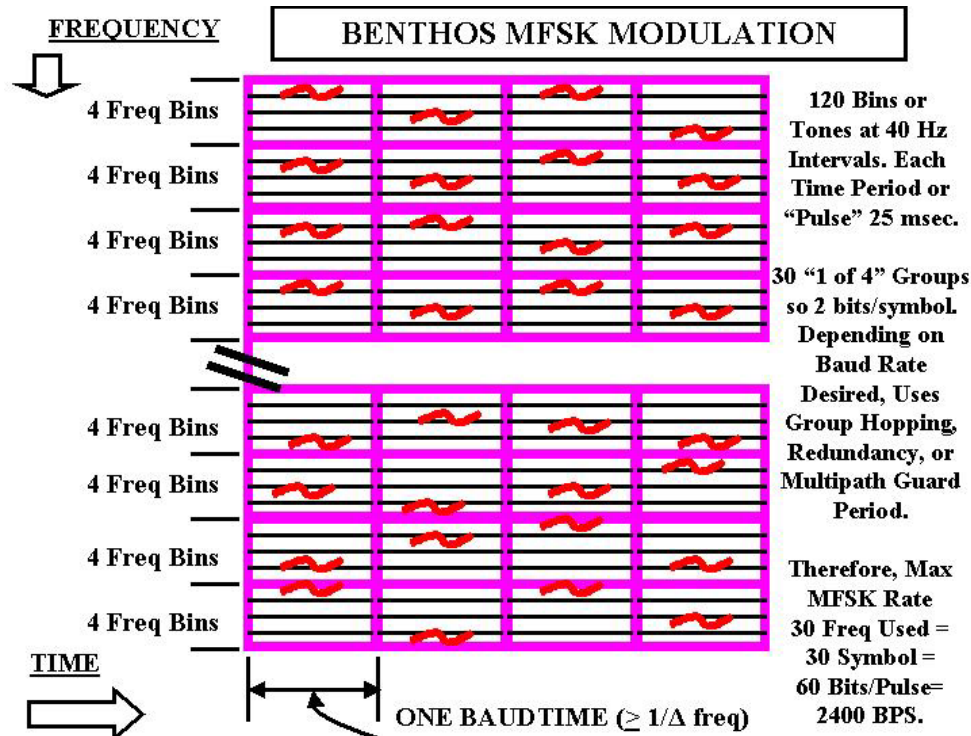 FREQUENCY
BENTHOS MFSK MODULATION
4 Freq Bins
4 Freq Bins
4 Freq Bins
4 Freq Bins
4 Freq Bins
4 Freq Bins
4 Freq Bins
4 Freq Bins
120 Bins or
Tones at 40 Hz
Intervals. Each
Time Period or
“Pulse” 25 msec.
30 “1 of 4” Groups
so 2 bits/symbol.
Depending on
Baud Rate
Desired, Uses
Group Hopping,
Redundancy, or
Multipath Guard
Period.
Therefore, Max
MFSK Rate
30 Freq Used =
30 Symbol =
60 Bits/Pulse=
2400 BPS.
TIME
ONE BAUDTIME (≥ 1/Δ freq)